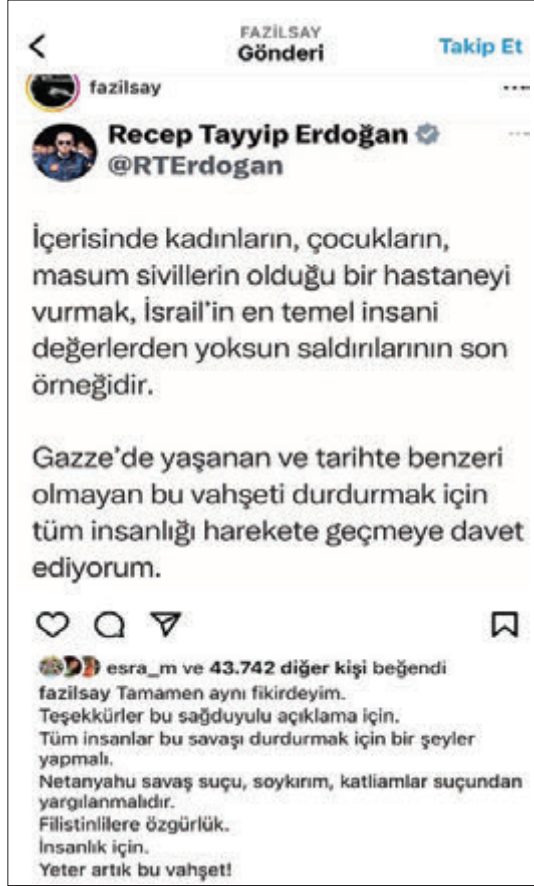 FAZİLSAY
Gönderi
Takip Et
fazilsay
Recep Tayyip Erdoğan
@RTErdogan
İçerisinde kadınların, çocukların,
masum sivillerin olduğu bir hastaneyi
vurmak, İsrail'in en temel insani
değerlerden yoksun saldırılarının son
örneğidir.
Gazze'de yaşanan ve tarihte benzeri
olmayan bu vahşeti durdurmak için
tüm insanlığı harekete geçmeye davet
ediyorum.
esra_m ve 43.742 diğer kişi beğendi
fazilsay Tamamen aynı fikirdeyim.
Teşekkürler bu sağduyulu açıklama için.
Tüm insanlar bu savaşı durdurmak için bir şeyler
yapmalı.
Netanyahu savaş suçu, soykırım, katliamlar suçundan
yargılanmalıdır.
Filistinlilere özgürlük.
İnsanlık için.
Yeter artık bu vahşet!